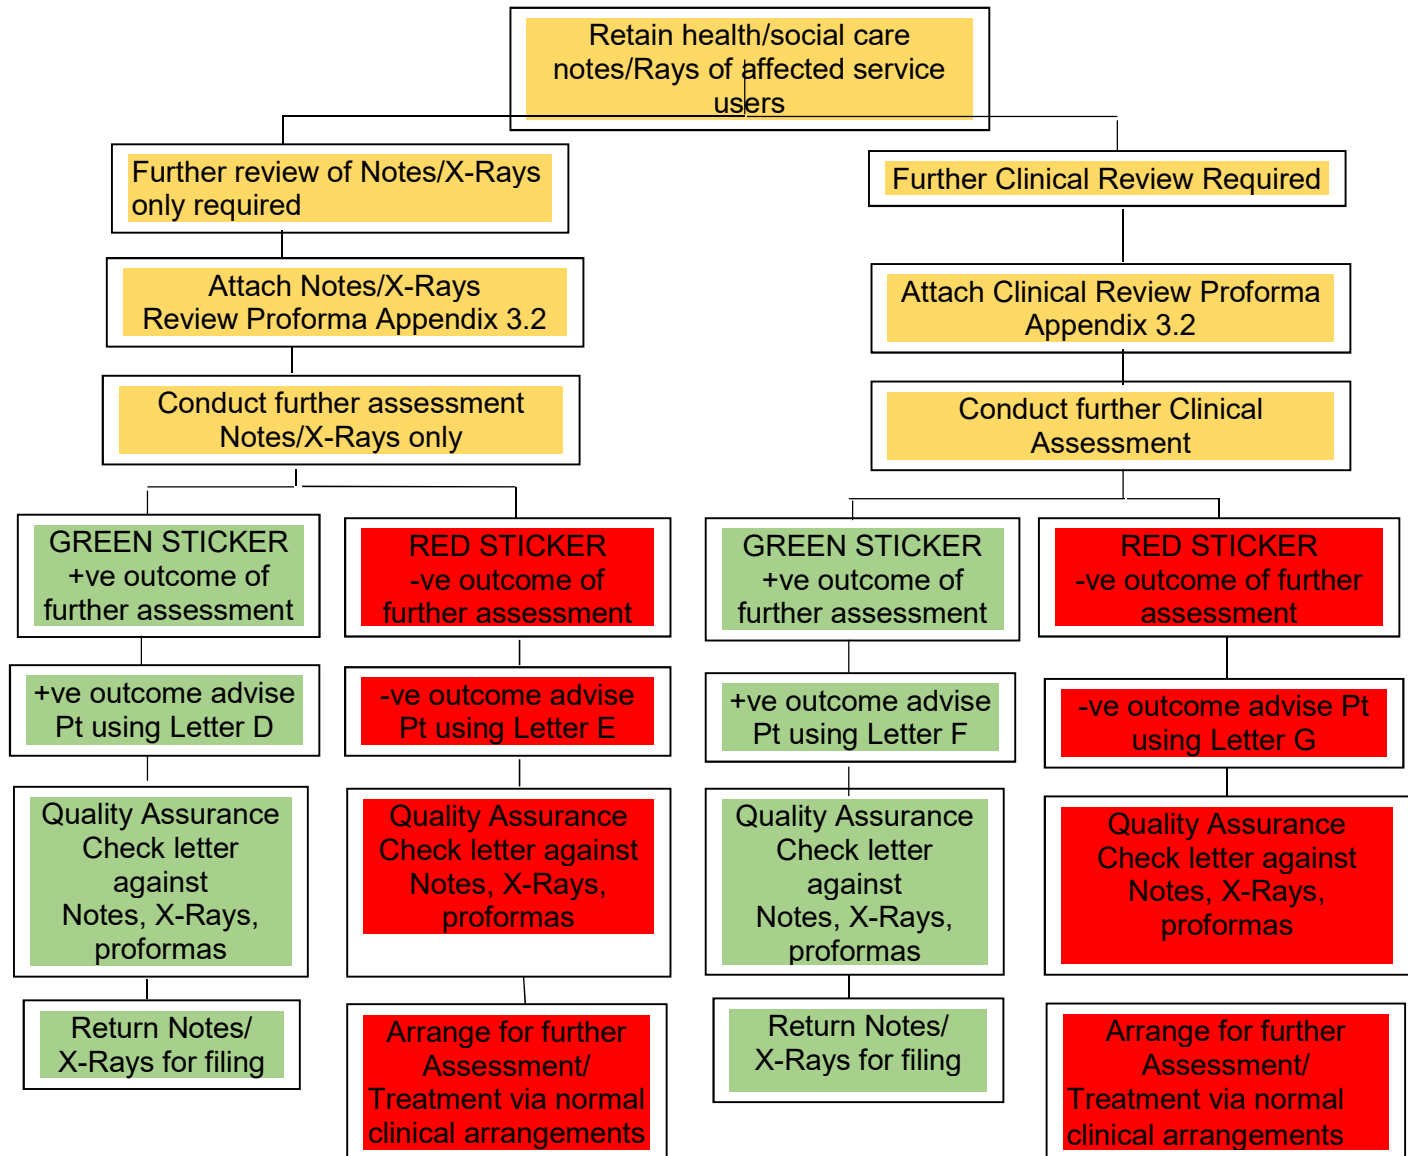 Retain health/social care
notes/Rays of affected service
users
Further review of Notes/X-Rays
only required
Further Clinical Review Required
Attach Notes/X-Rays
Review Proforma Appendix 3.2
Attach Clinical Review Proforma
Appendix 3.2
Conduct further assessment
Notes/X-Rays only
Conduct further Clinical
Assessment
GREEN STICKER
+ve outcome of
further assessment
RED STICKER
-ve outcome of
further assessment
GREEN STICKER
+ve outcome of
further assessment
RED STICKER
-ve outcome of further
assessment
+ve outcome advise
Pt using Letter D
-ve outcome advise
Pt using Letter E
+ve outcome advise
Pt using Letter F
-ve outcome advise Pt
using Letter G
Quality Assurance
Check letter
against
Notes, X-Rays,
proformas
Quality Assurance
Check letter against
Notes, X-Rays,
proformas
Quality Assurance
Check letter
against
Notes, X-Rays,
proformas
Quality Assurance
Check letter against
Notes, X-Rays,
proformas
Return Notes/
X-Rays for filing
Arrange for further
Assessment/
Treatment via normal
clinical arrangements
Return Notes/
X-Rays for filing
Arrange for further
Assessment/
Treatment via normal
clinical arrangements